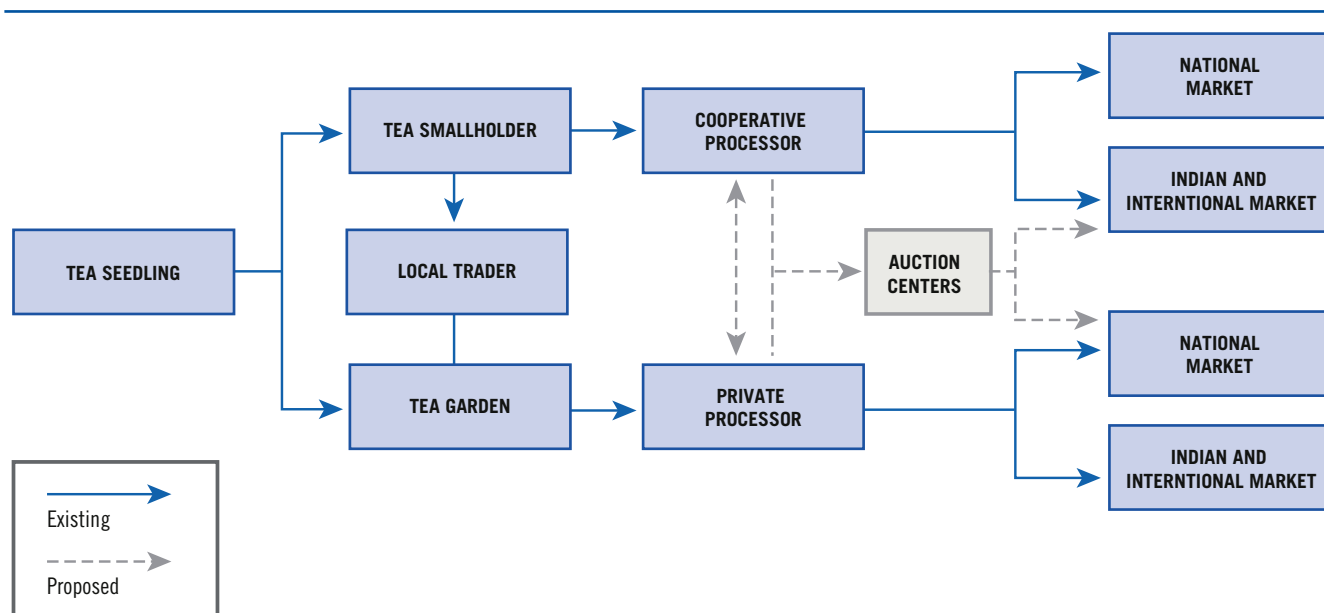 NATIONAL
MARKET
TEA SMALLHOLDER
COOPERATIVE
PROCESSOR
INDIAN AND
INTERNTIONAL MARKET
TEA SEEDLING
LOCAL TRADER
AUCTION
CENTERS
NATIONAL
MARKET
TEA GARDEN
PRIVATE
PROCESSOR
INDIAN AND
INTERNTIONAL MARKET
Existing
Proposed